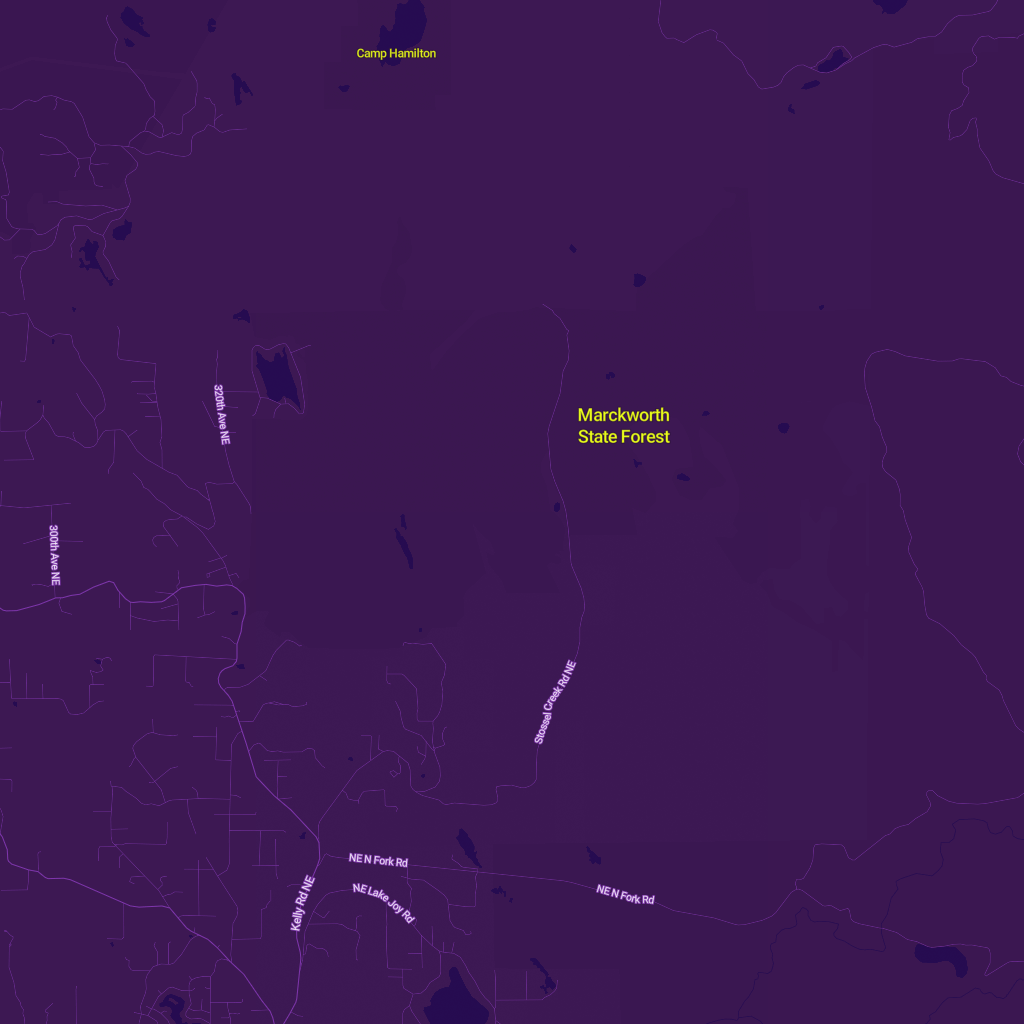 Camp Hamilton
320th Ave NE
Marckworth
State Forest
300th Ave NE
Stossel Creek Rd NE
NE N Fork Rd
NE Lake Joy Rd
NE N Fork Rd
Kelly Rd NE